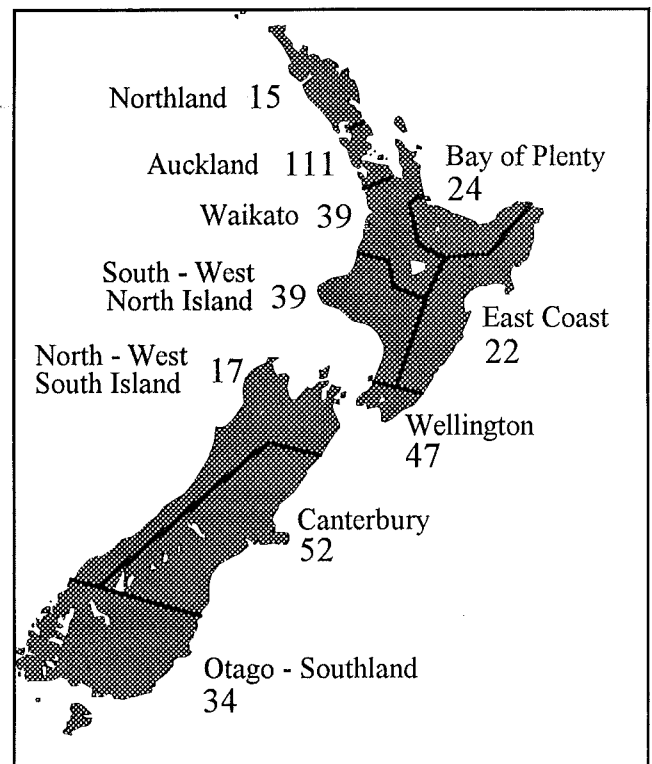 Northland 15
Auckland 111
Bay of Plenty
24
Waikato 39
South - West
North Island 39
East Coast
22
North - West
South Island 17
Wellington
47
Canterbury
52
Otago - Southland
34